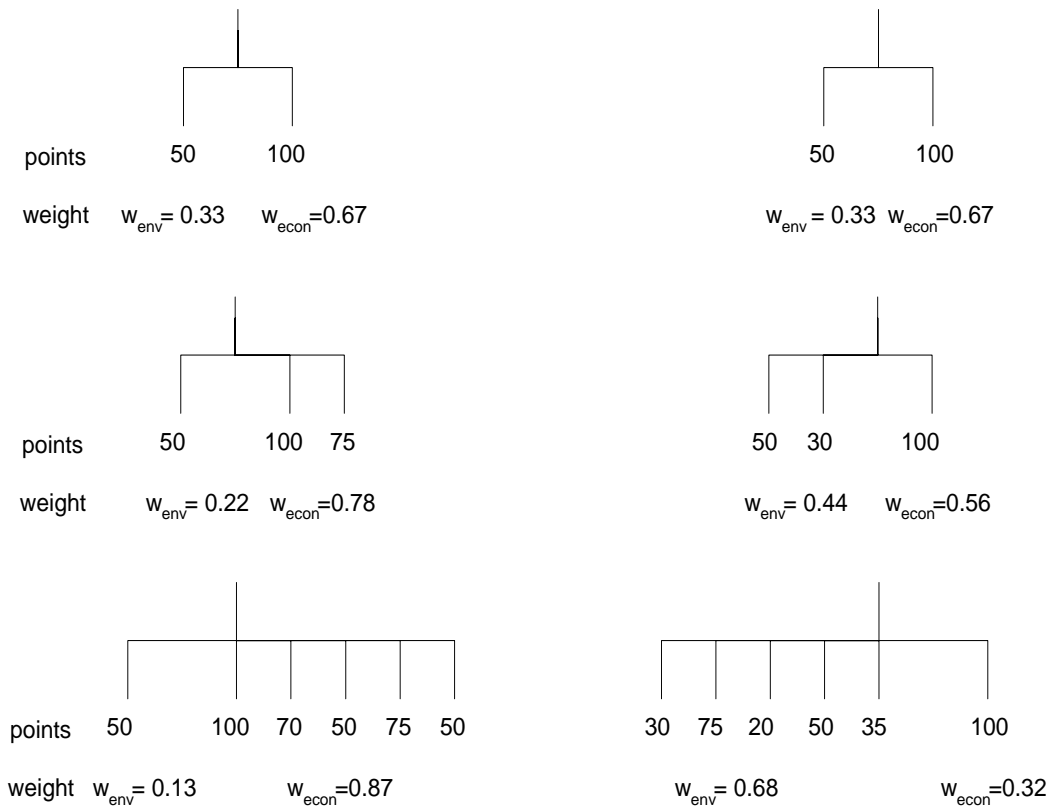 50 100 50 100
points
weight w_env= 0.33 w_econ=0.67 w_env = 0.33 w_econ=0.67
50 100 75 50 30 100
points
weight w_env= 0.22 w_econ=0.78 w_env= 0.44 w_econ=0.56
points 50 100 70 50 75 50 30 75 20 50 35 100
weight w_env= 0.13 w_econ=0.87 w_env= 0.68 w_econ=0.32